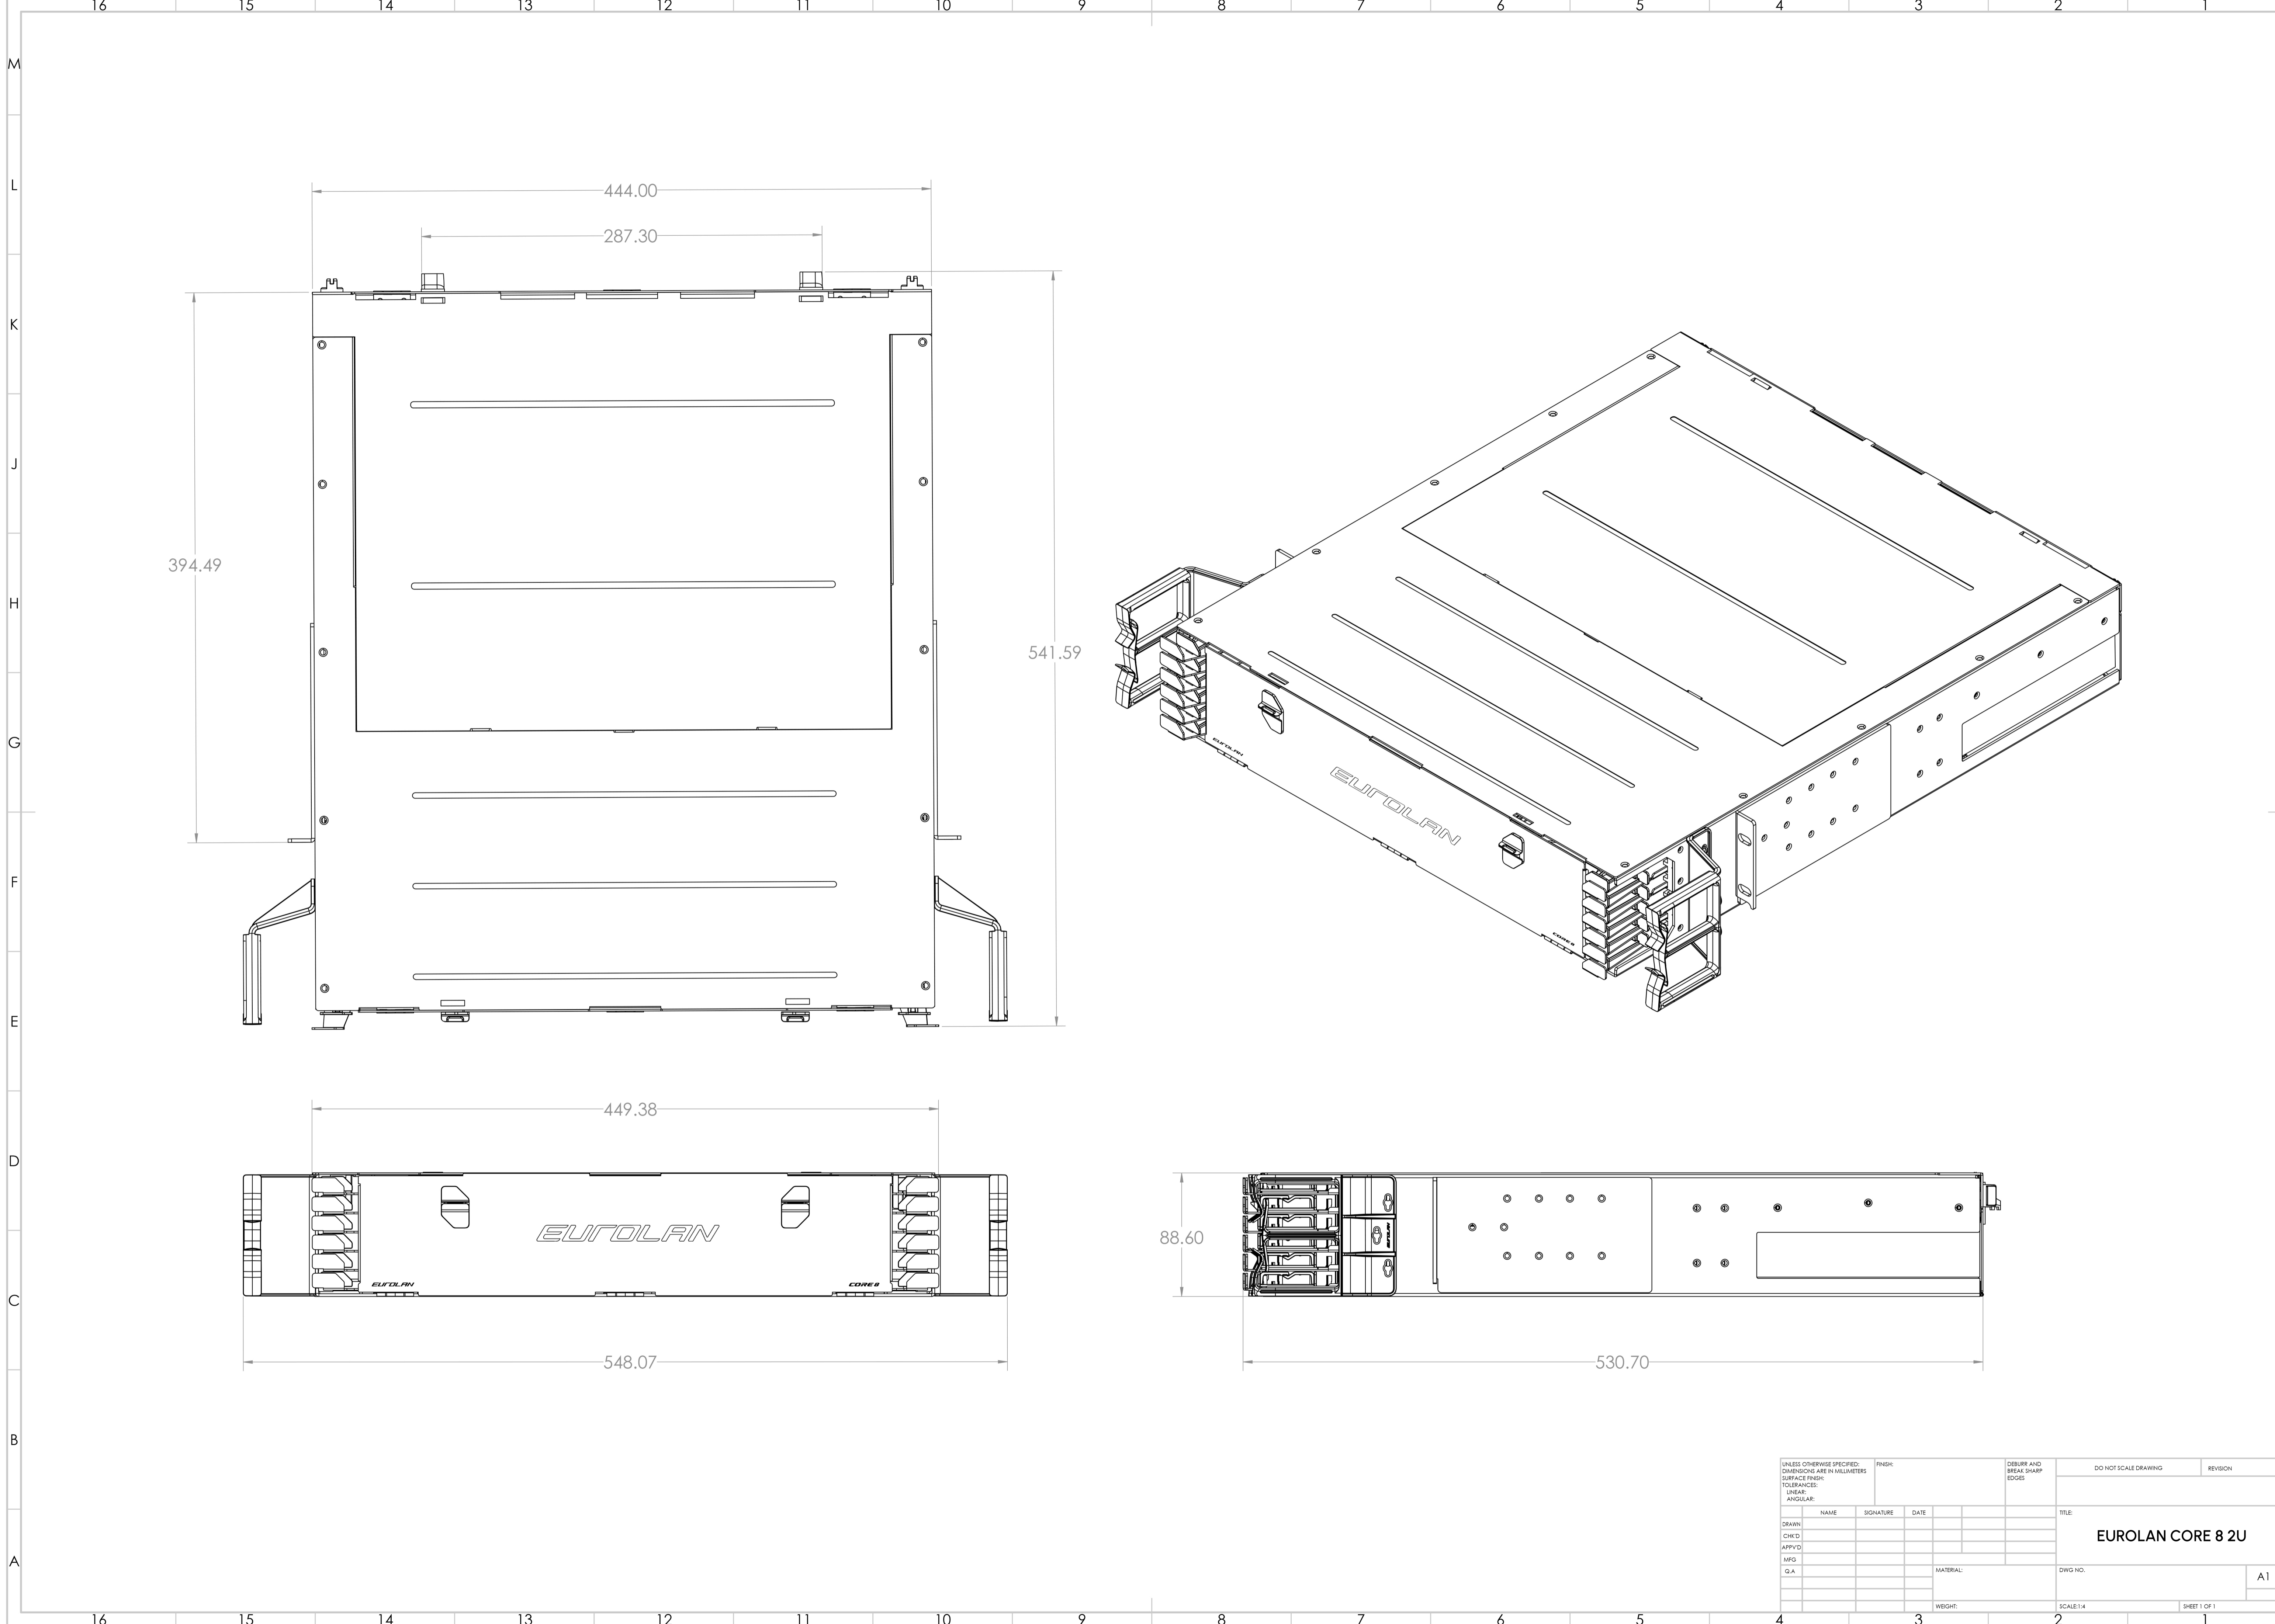 16 15 14 13 12 11 10 9 8 7 6 5 4 3 2 1
M
L
K
J
H
G
F
E
D
C
B
A
444.00
287.30
394.49
541.59
EUROLAN
EUROLAN
CORE 8
449.38
EUROLAN
EUROLAN
CORE 8
548.07
88.60
EUROLAN
530.70
UNLESS OTHERWISE SPECIFIED:
DIMENSIONS ARE IN MILLIMETERS
SURFACE FINISH:
TOLERANCES:
LINEAR:
ANGULAR:
FINISH:
DEBURR AND
BREAK SHARP
EDGES
DO NOT SCALE DRAWING
REVISION
NAME SIGNATURE DATE
DRAWN
CHK'D
APPV'D
MFG
Q.A
TITLE:
EUROLAN CORE 8 2U
MATERIAL:
DWG NO.
A1
WEIGHT:
SCALE:1:4
SHEET 1 OF 1
16 15 14 13 12 11 10 9 8 7 6 5 4 3 2 1